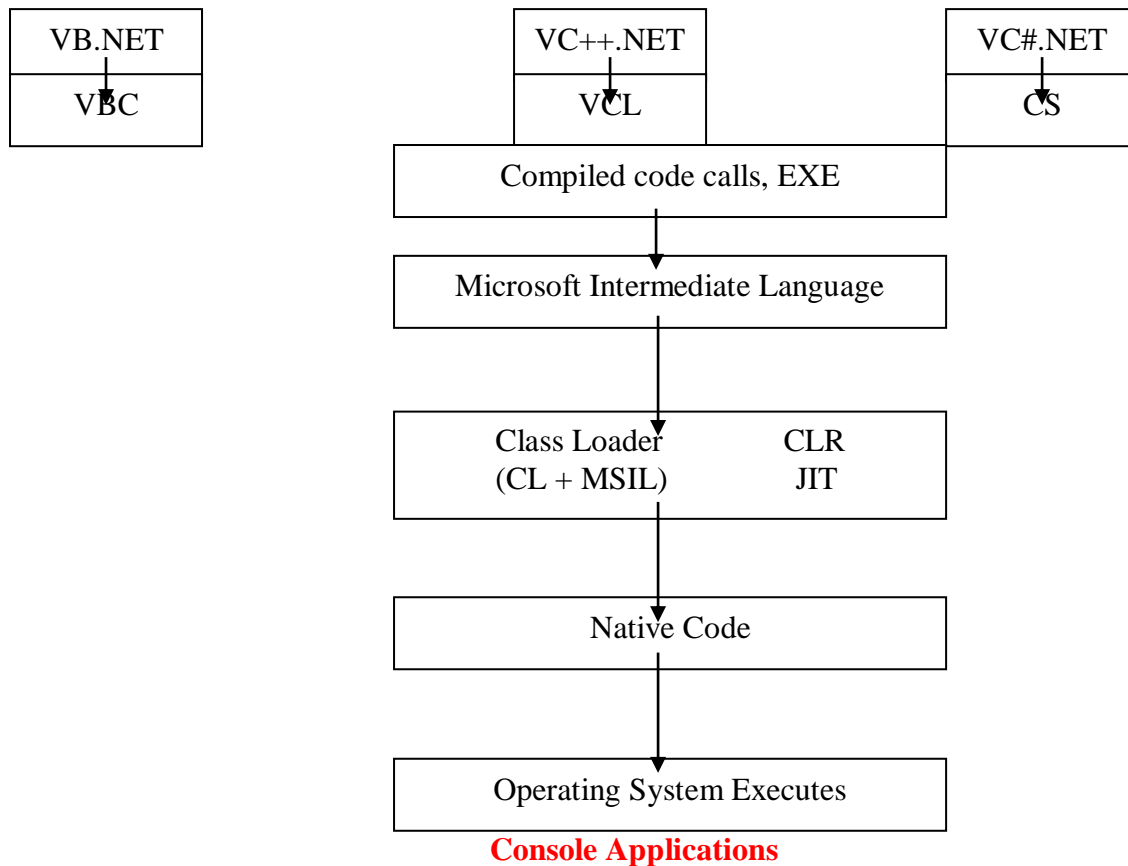 VB.NET
VC++.NET
VC#.NET
VBC
VCL
CS
Compiled code calls, EXE
Microsoft Intermediate Language
Class Loader CLR
(CL + MSIL) JIT
Native Code
Operating System Executes
Console Applications